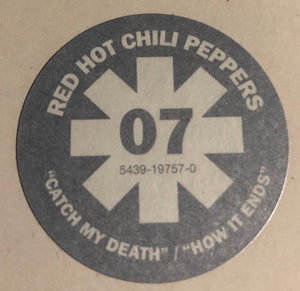 RED HOT CHILI PEPPERS
07
5439-19757-0
"CATCH MY DEATH" / "HOW IT ENDS"